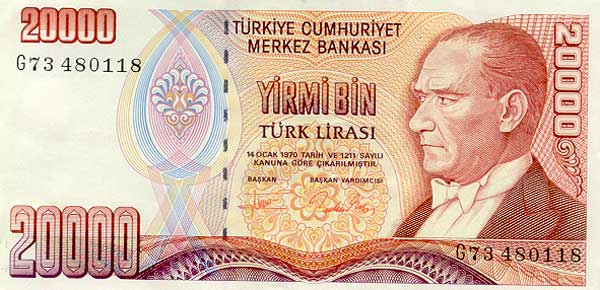 20000
G73 480118
TÜRKİYE CUMHURİYET
MERKEZ BANKASI
YİRMİ BİN
TÜRK LİRASI
14 OCAK 1970 TARİH VE 1211 SAYILI
KANUNA GÖRE ÇIKARILMIŞTIR.
BAŞKAN BAŞKAN YARDIMCISI
20000
20000
G73 480118